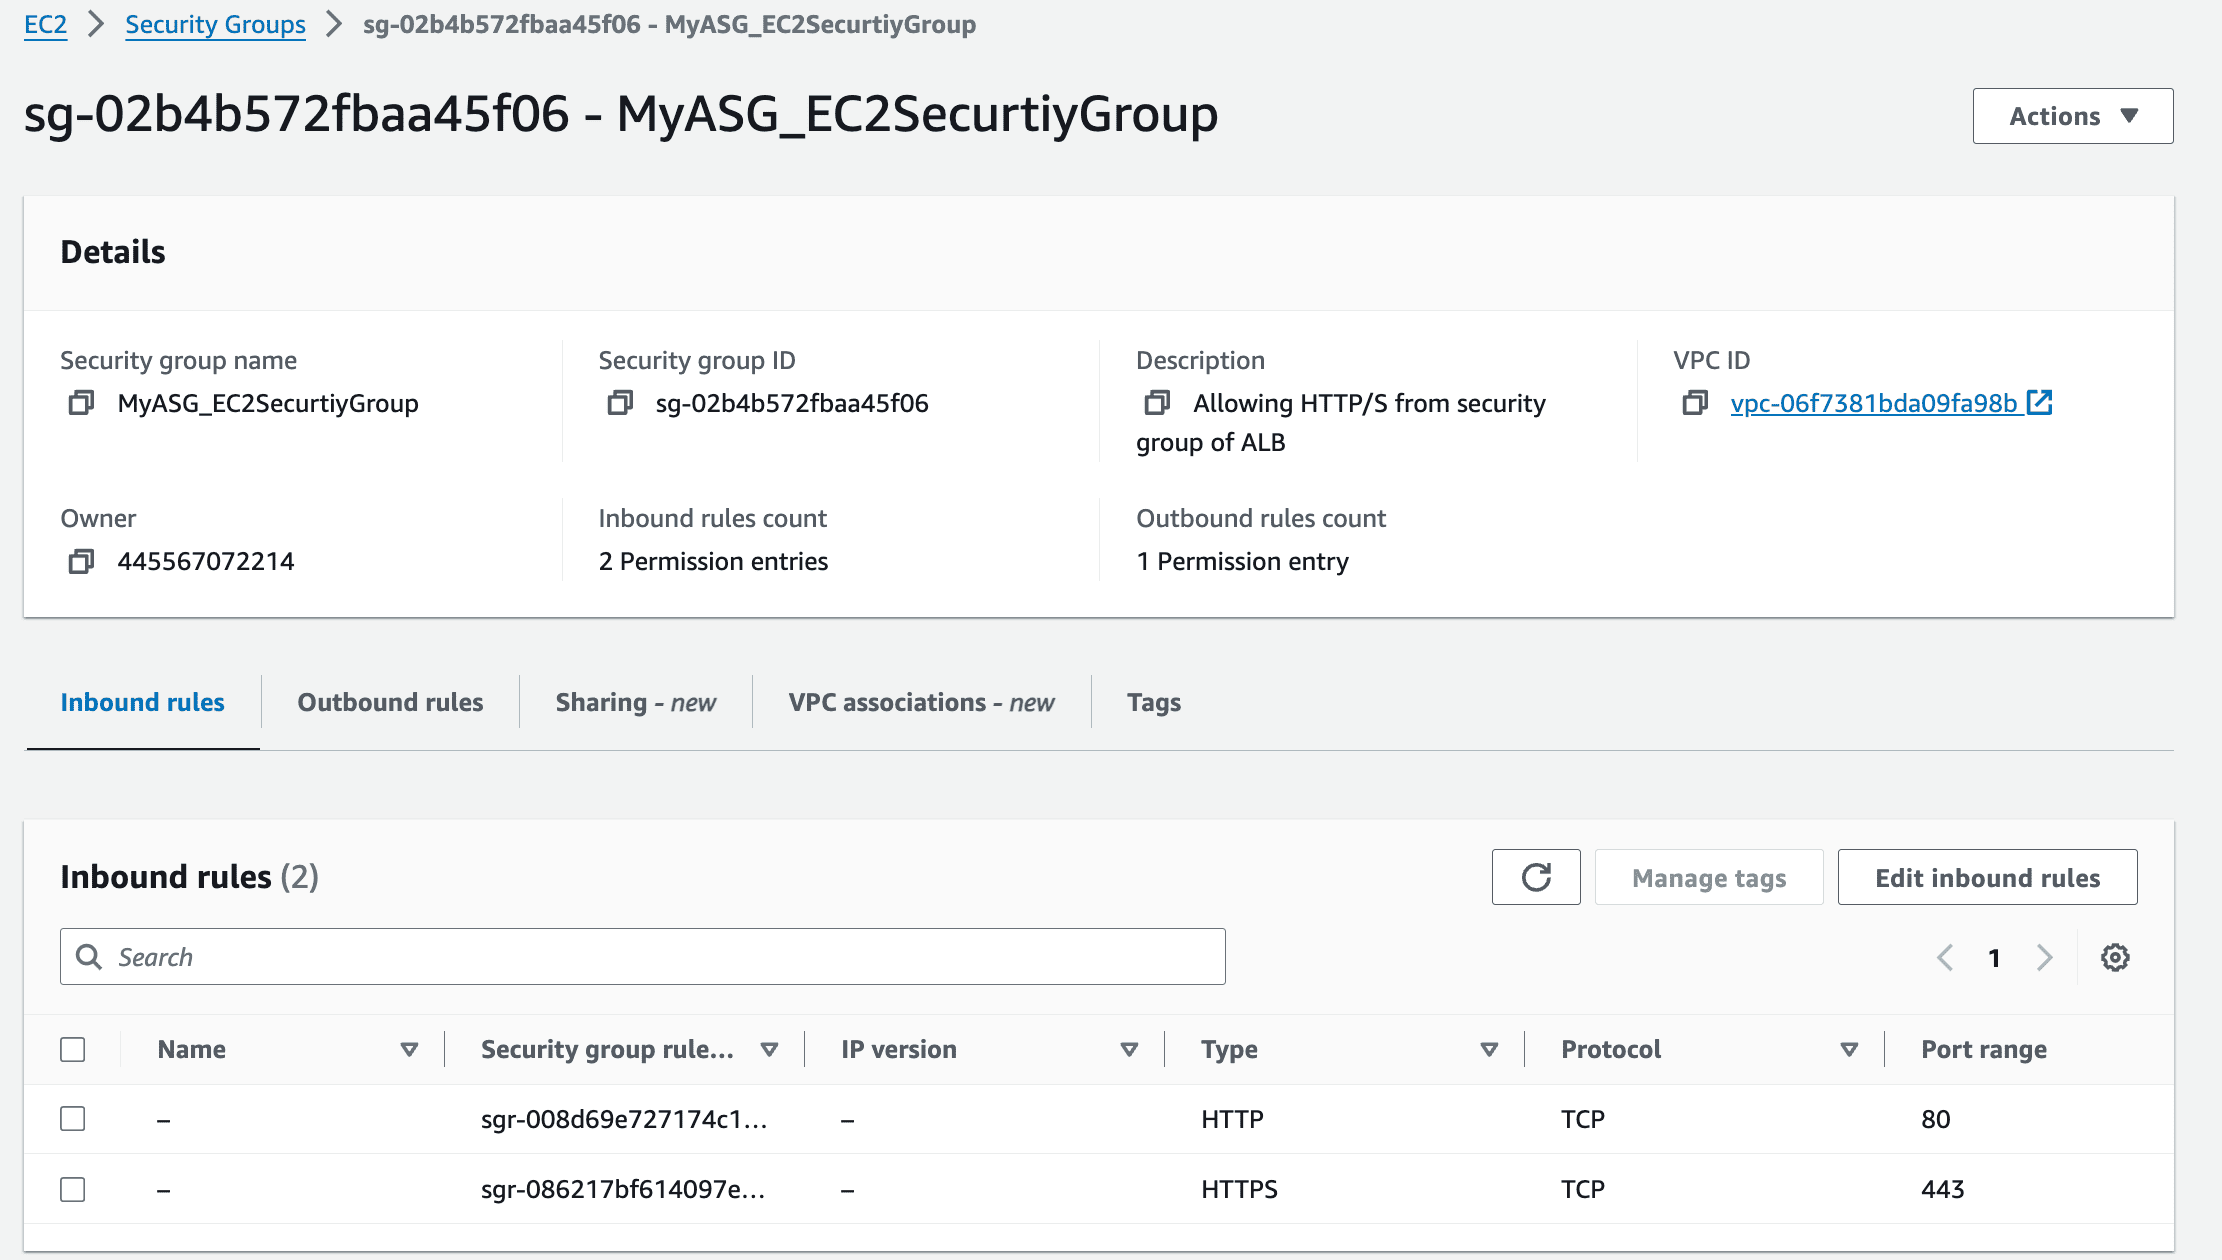 EC2 > Security Groups > sg-02b4b572fbaa45f06 - MyASG_EC2SecurtiyGroup
sg-02b4b572fbaa45f06 - MyASG_EC2SecurtiyGroup
Actions
Details
Security group name
MyASG_EC2SecurtiyGroup
Security group ID
sg-02b4b572fbaa45f06
Description
Allowing HTTP/S from security
group of ALB
VPC ID
vpc-06f7381bda09fa98b
Owner
445567072214
Inbound rules count
2 Permission entries
Outbound rules count
1 Permission entry
Inbound rules Outbound rules Sharing - new VPC associations - new Tags
Inbound rules (2)
Manage tags Edit inbound rules
Search
1
Name Security group rule... IP version Type Protocol Port range
– sgr-008d69e727174c1... – HTTP TCP 80
– sgr-086217bf614097e... – HTTPS TCP 443